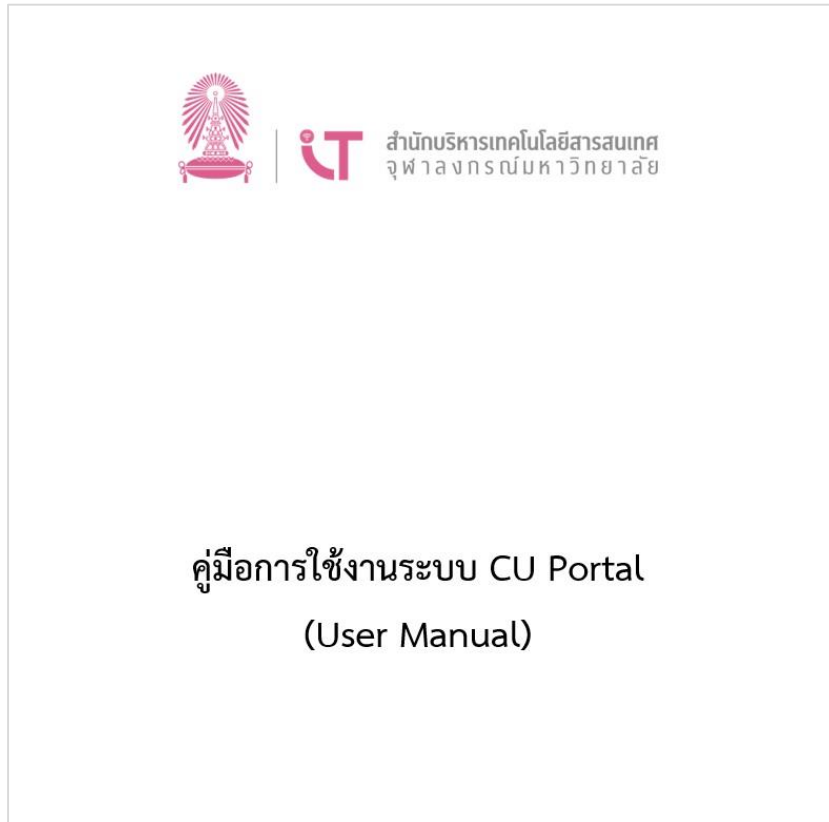 iT
สำนักบริหารเทคโนโลยีสารสนเทศ
จุฬาลงกรณ์มหาวิทยาลัย
คู่มือการใช้งานระบบ CU Portal
(User Manual)